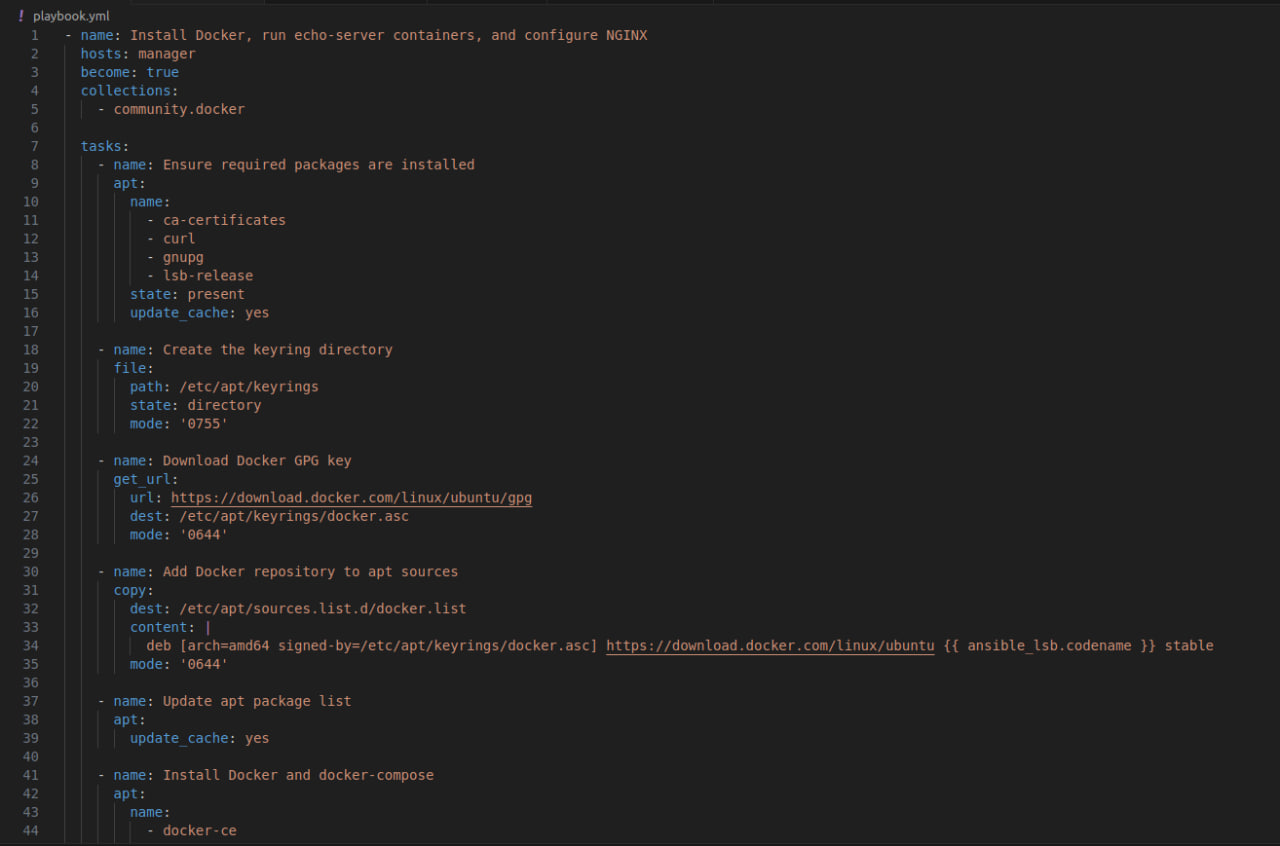 ! playbook.yml
1 - name: Install Docker, run echo-server containers, and configure NGINX
2   hosts: manager
3   become: true
4   collections:
5     - community.docker
6
7   tasks:
8     - name: Ensure required packages are installed
9       apt:
10         name:
11           - ca-certificates
12           - curl
13           - gnupg
14           - lsb-release
15         state: present
16         update_cache: yes
17
18     - name: Create the keyring directory
19       file:
20         path: /etc/apt/keyrings
21         state: directory
22         mode: '0755'
23
24     - name: Download Docker GPG key
25       get_url:
26         url: https://download.docker.com/linux/ubuntu/gpg
27         dest: /etc/apt/keyrings/docker.asc
28         mode: '0644'
29
30     - name: Add Docker repository to apt sources
31       copy:
32         dest: /etc/apt/sources.list.d/docker.list
33         content: |
34           deb [arch=amd64 signed-by=/etc/apt/keyrings/docker.asc] https://download.docker.com/linux/ubuntu {{ ansible_lsb.codename }} stable
35         mode: '0644'
36
37     - name: Update apt package list
38       apt:
39         update_cache: yes
40
41     - name: Install Docker and docker-compose
42       apt:
43         name:
44           - docker-ce